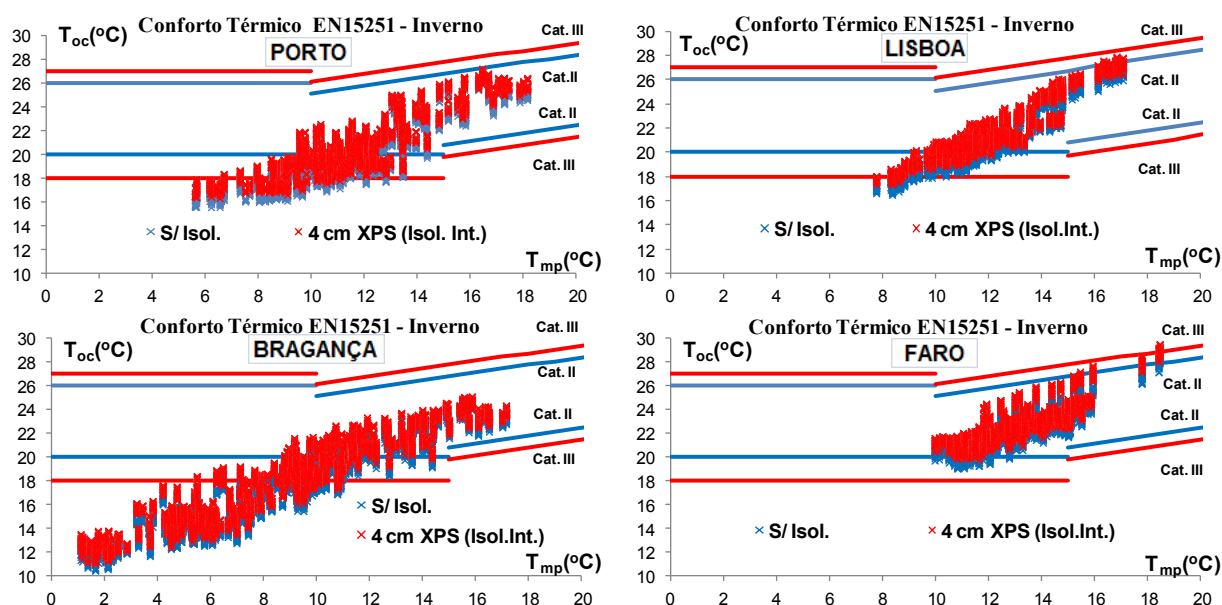 Conforto Térmico EN15251 - Inverno
Toc(ºC)
PORTO
Cat. III
Cat. II
Cat. II
Cat. III
S/ Isol.
4 cm XPS (Isol. Int.)
Tmp(ºC)
30
28
26
24
22
20
18
16
14
12
10
0 2 4 6 8 10 12 14 16 18 20
Conforto Térmico EN15251 - Inverno
Toc(ºC)
LISBOA
Cat. III
Cat. II
Cat. II
Cat. III
S/ Isol.
4 cm XPS (Isol.Int.)
Tmp(ºC)
30
28
26
24
22
20
18
16
14
12
10
0 2 4 6 8 10 12 14 16 18 20
Conforto Térmico EN15251 - Inverno
Toc(ºC)
BRAGANÇA
Cat. III
Cat. II
Cat. II
Cat. III
S/ Isol.
4 cm XPS (Isol.Int.)
Tmp(ºC)
30
28
26
24
22
20
18
16
14
12
10
0 2 4 6 8 10 12 14 16 18 20
Conforto Térmico EN15251 - Inverno
Toc(ºC)
FARO
Cat. III
Cat. II
Cat. II
Cat. III
S/ Isol.
4 cm XPS (Isol.Int.)
Tmp(ºC)
30
28
26
24
22
20
18
16
14
12
10
0 2 4 6 8 10 12 14 16 18 20